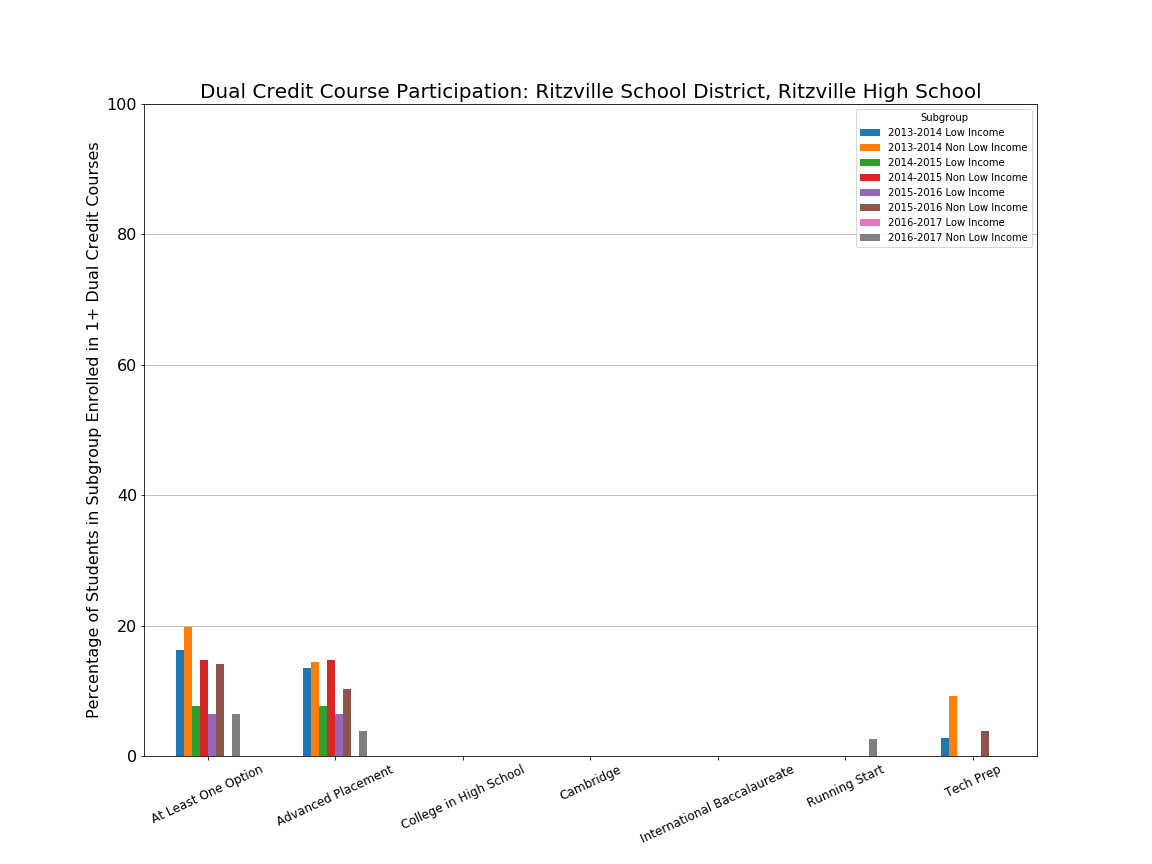 Dual Credit Course Participation: Ritzville School District, Ritzville High School
Percentage of Students in Subgroup Enrolled in 1+ Dual Credit Courses
100
80
60
40
20
0
Subgroup
2013-2014 Low Income
2013-2014 Non Low Income
2014-2015 Low Income
2014-2015 Non Low Income
2015-2016 Low Income
2015-2016 Non Low Income
2016-2017 Low Income
2016-2017 Non Low Income
At Least One Option
Advanced Placement
College in High School
Cambridge
International Baccalaureate
Running Start
Tech Prep